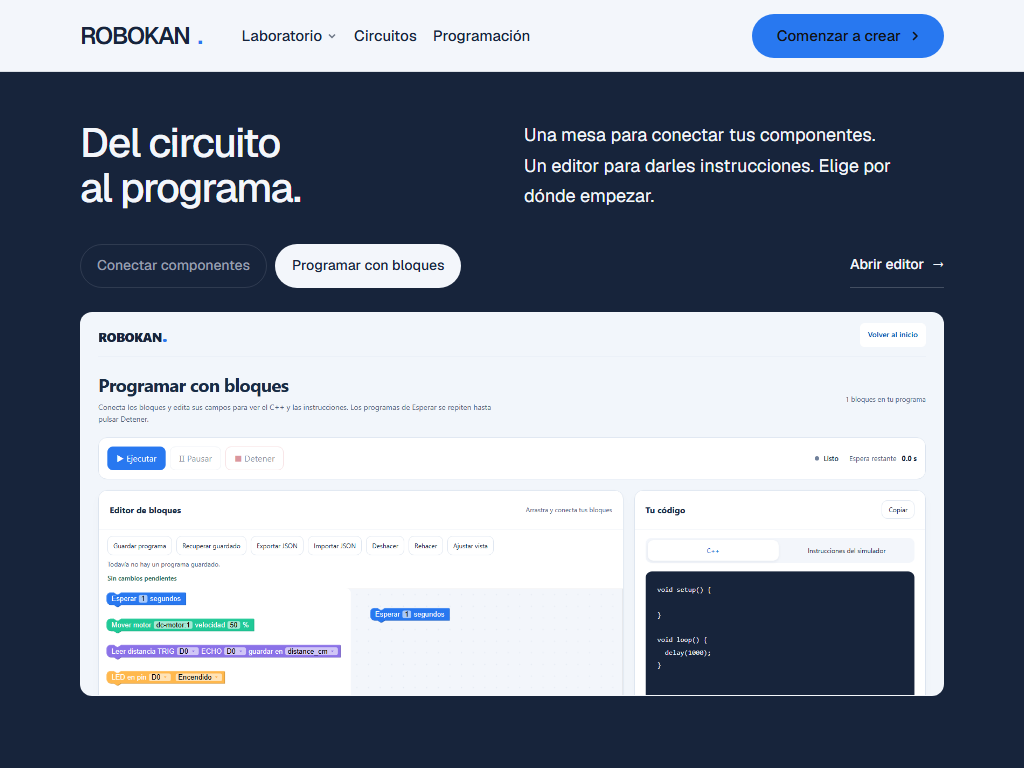 ROBOKAN .
Laboratorio
Circuitos
Programación
Comenzar a crear
Del circuito
al programa.
Una mesa para conectar tus componentes.
Un editor para darles instrucciones. Elige por
dónde empezar.
Conectar componentes
Programar con bloques
Abrir editor →
ROBOKAN.
Volver al inicio
Programar con bloques
Conecta los bloques y edita sus campos para ver el C++ y las instrucciones. Los programas de Esperar se repiten hasta
pulsar Detener.
1 bloques en tu programa
Ejecutar
Pausar
Detener
Listo
Espera restante 0.0 s
Editor de bloques
Arrastra y conecta tus bloques
Guardar programa
Recuperar guardado
Exportar JSON
Importar JSON
Deshacer
Rehacer
Ajustar vista
Todavía no hay un programa guardado.
Sin cambios pendientes
Esperar 1 segundos
Mover motor dc-motor 1 velocidad 50 %
Leer distancia TRIG D0 ECHO D0 guardar en distance_cm
LED en pin D0 Encendido
Esperar 1 segundos
Tu código
Copiar
C++
Instrucciones del simulador
void setup() {
}
void loop() {
delay(1000);
}